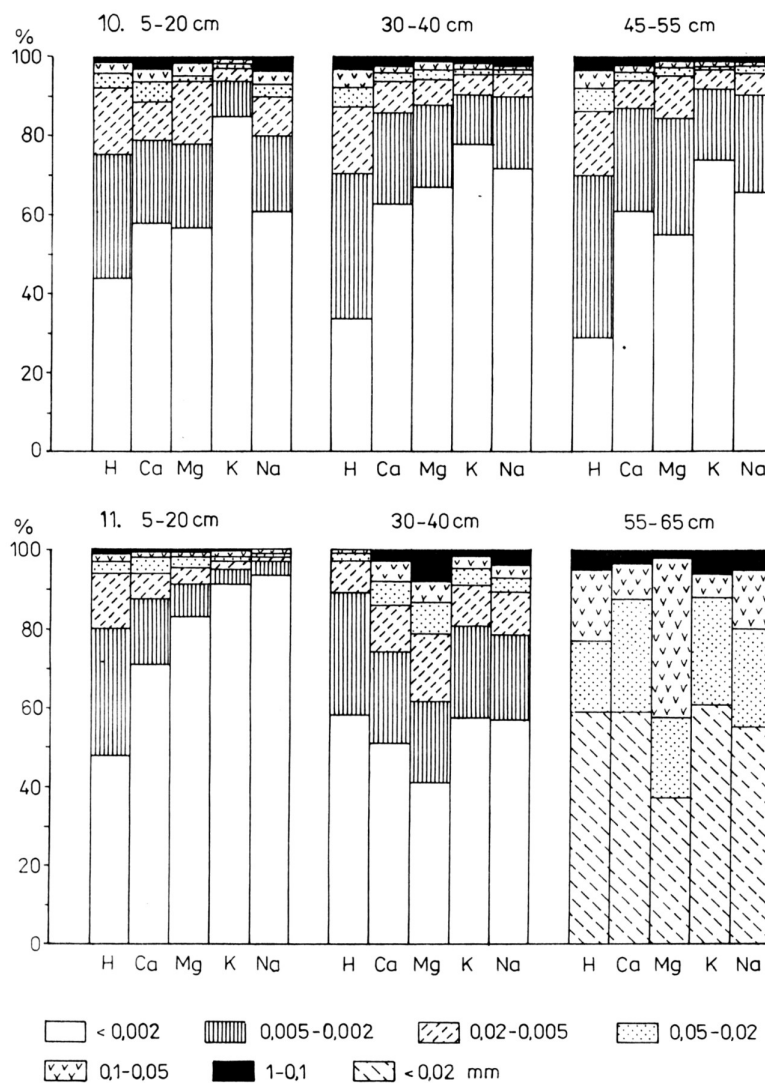 10. 5-20 cm 30-40 cm 45-55 cm
%
100
80
60
40
20
0
H Ca Mg K Na H Ca Mg K Na H Ca Mg K Na
11. 5-20 cm 30-40 cm 55-65 cm
%
100
80
60
40
20
0
H Ca Mg K Na H Ca Mg K Na H Ca Mg K Na
< 0,002 0,005-0,002 0,02-0,005 0,05-0,02
0,1-0,05 1-0,1 < 0,02 mm